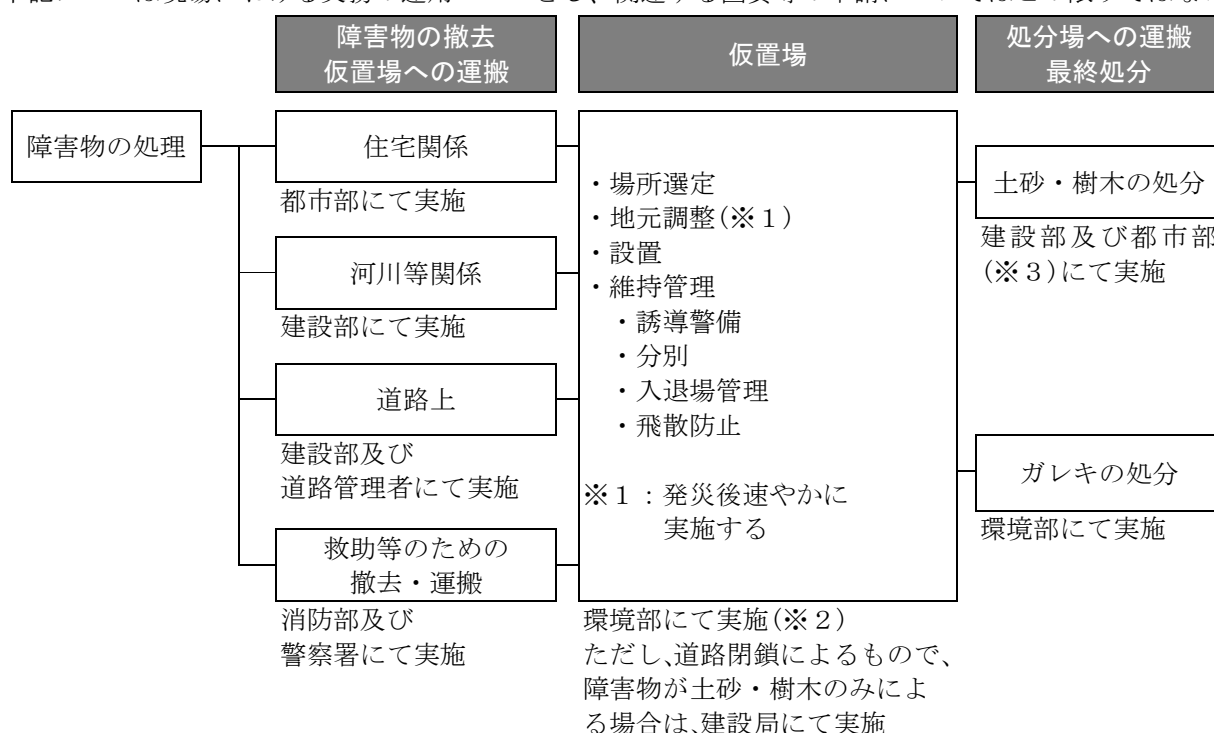 障害物の撤去
仮置場への運搬
仮置場
処分場への運搬
最終処分
障害物の処理
住宅関係
都市部にて実施
河川等関係
建設部にて実施
道路上
建設部及び
道路管理者にて実施
救助等のための
撤去・運搬
消防部及び
警察署にて実施
・場所選定
・地元調整(※1)
・設置
・維持管理
・誘導警備
・分別
・入退場管理
・飛散防止
※1：発災後速やかに
実施する
環境部にて実施(※2)
ただし、道路閉鎖によるもので、
障害物が土砂・樹木のみによ
る場合は、建設局にて実施
土砂・樹木の処分
建設部及び都市部
(※3)にて実施
ガレキの処分
環境部にて実施